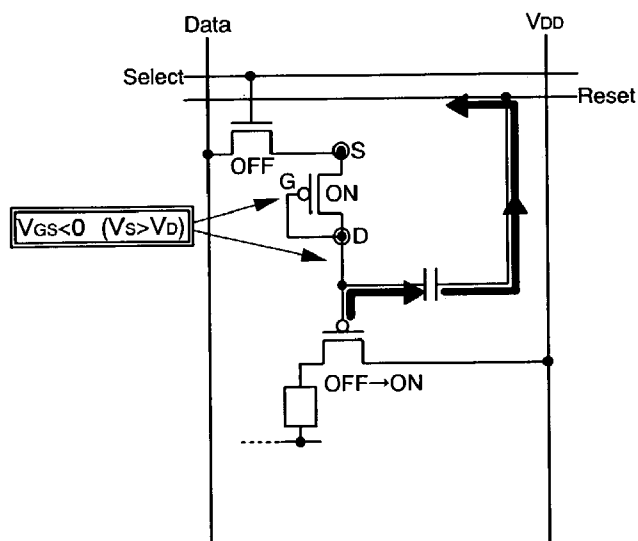 Data
VDD
Select
Reset
OFF
S
G
ON
VGS<0 (VS>VD)
D
OFF→ON